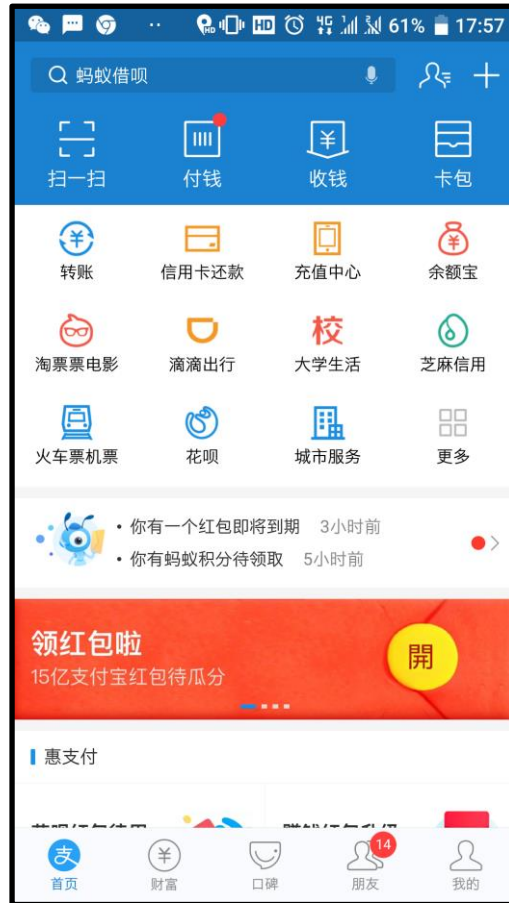 HD 4G 61% 17:57
蚂蚁借呗
扫一扫 付钱 收钱 卡包
转账 信用卡还款 充值中心 余额宝
校
淘票票电影 滴滴出行 大学生活 芝麻信用
火车票机票 花呗 城市服务 更多
• 你有一个红包即将到期 3小时前
• 你有蚂蚁积分待领取 5小时前
领红包啦
開
15亿支付宝红包待瓜分
惠支付
14
支
首页 财富 口碑 朋友 我的